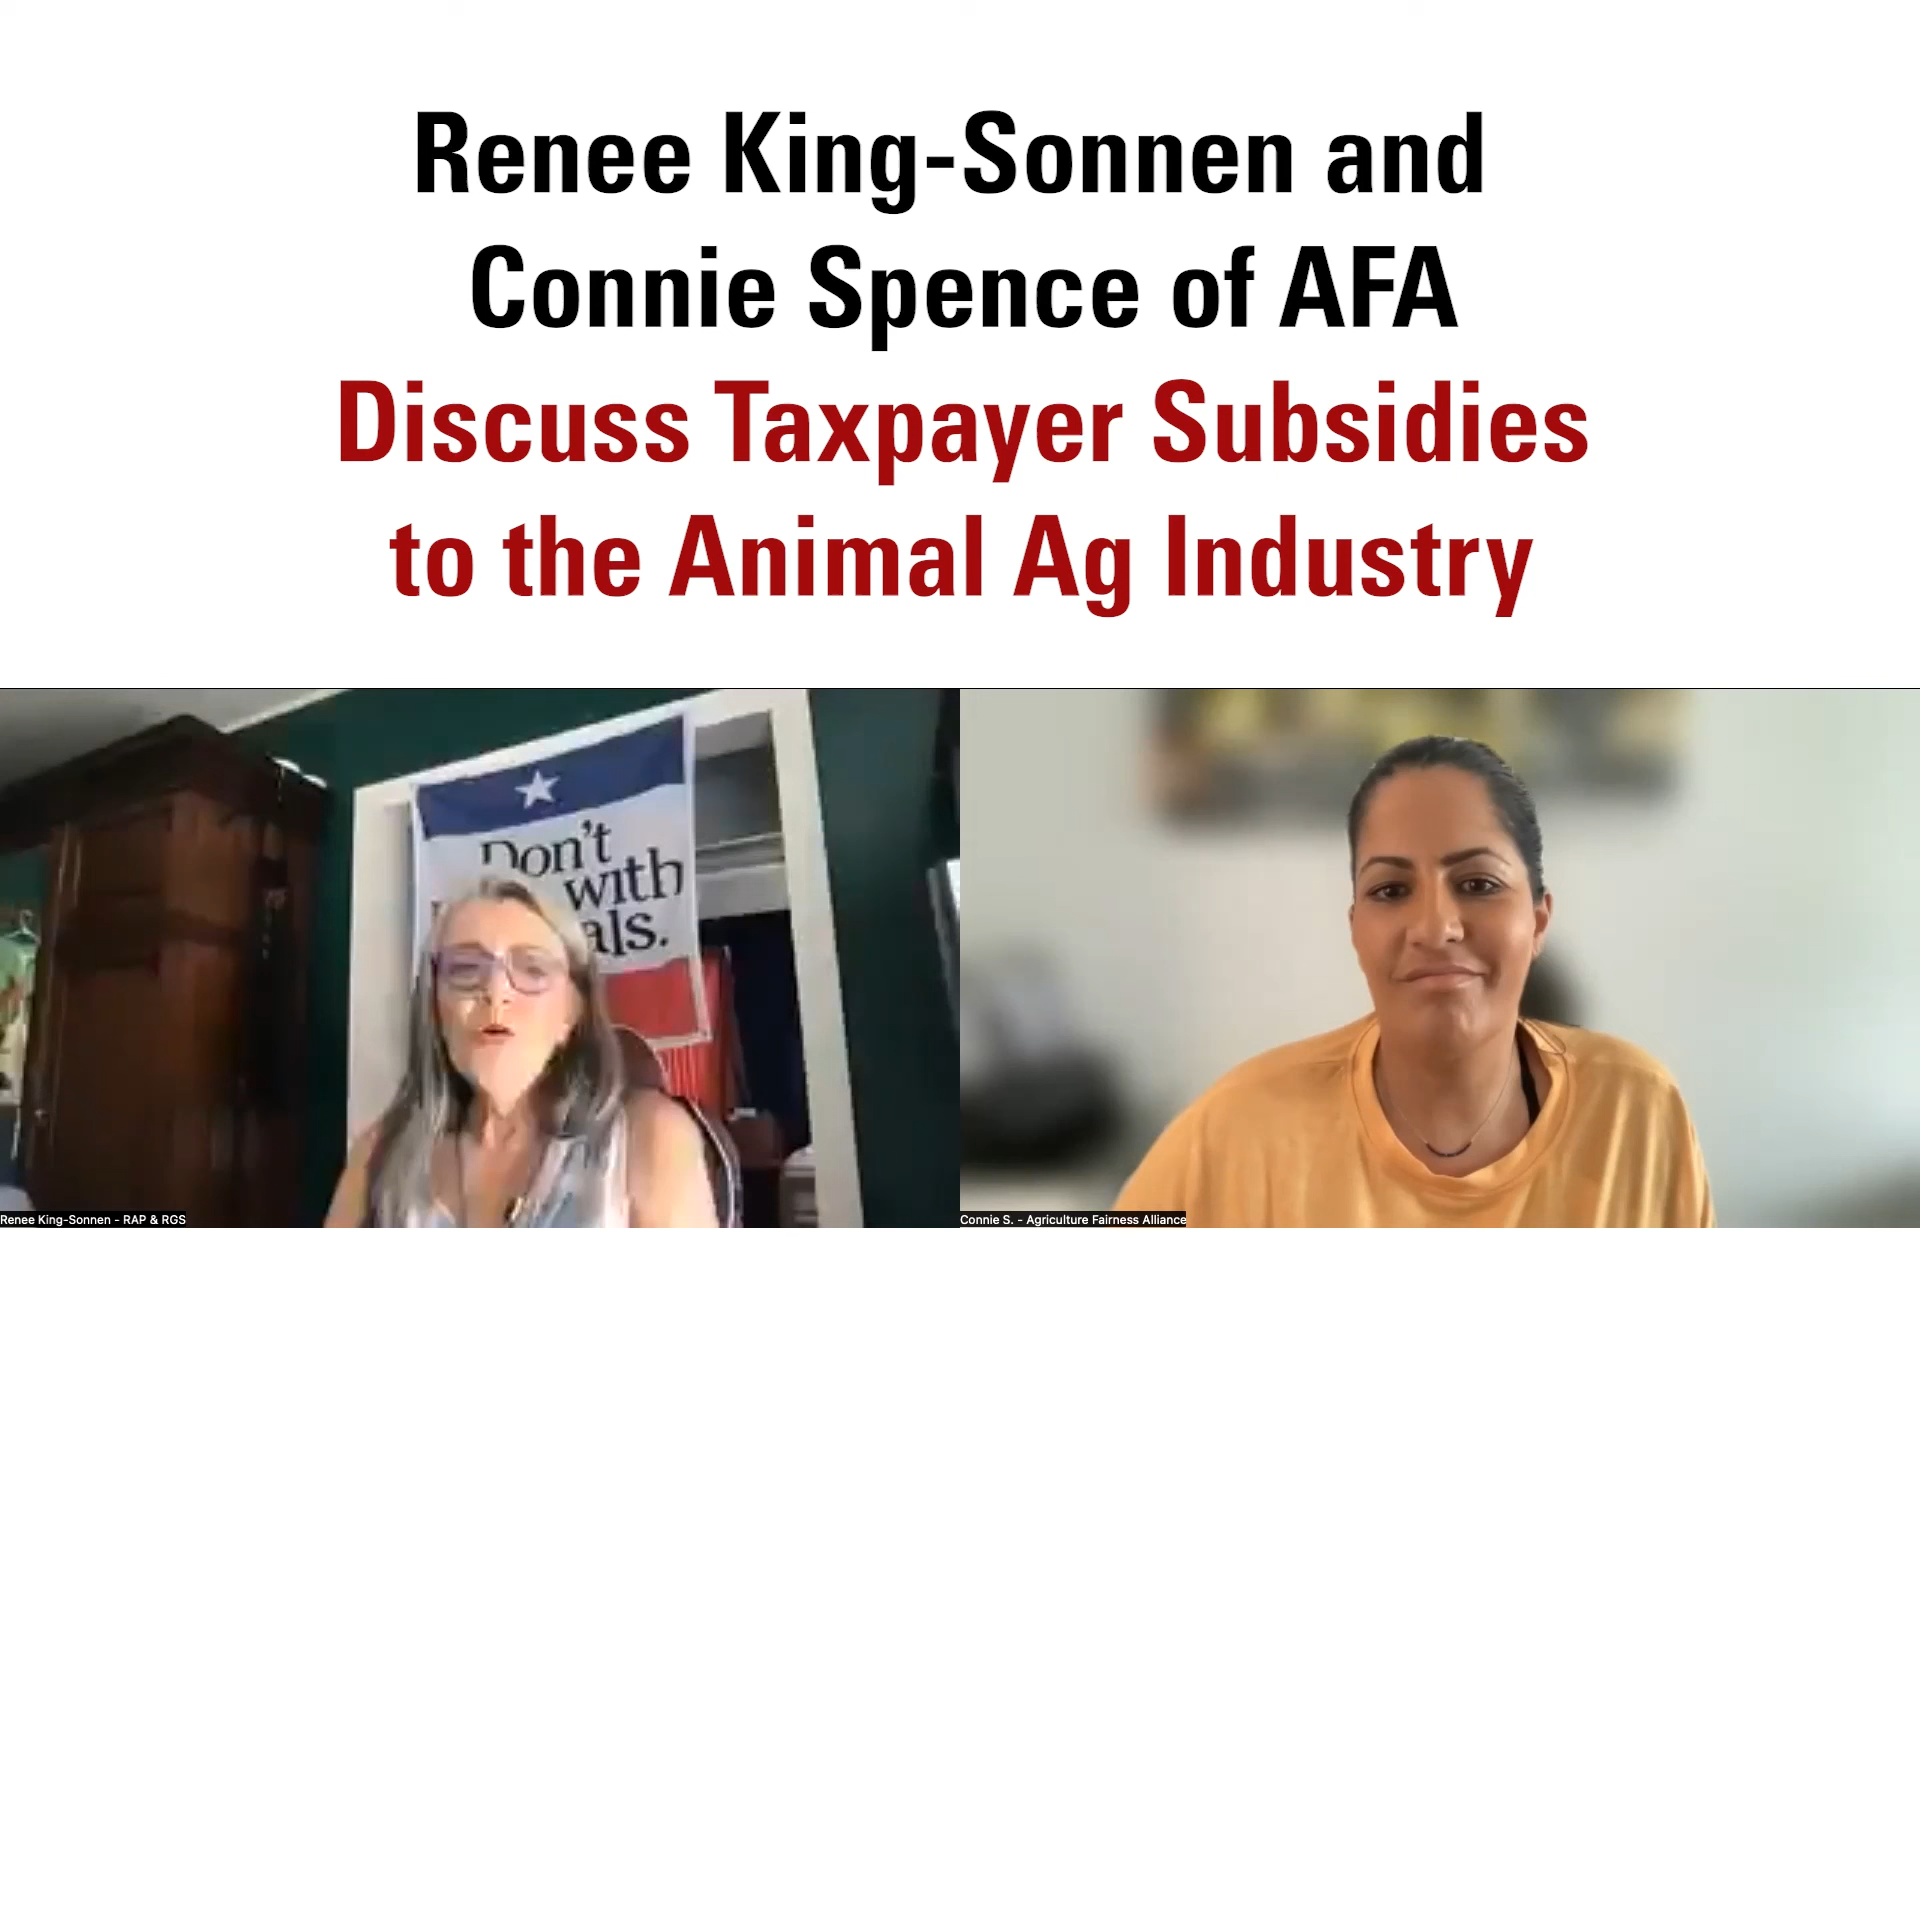 Renee King-Sonnen and
Connie Spence of AFA
Discuss Taxpayer Subsidies
to the Animal Ag Industry
Don't
with
Renee King-Sonnen - RAP & RGS
Connie S. - Agriculture Fairness Alliance